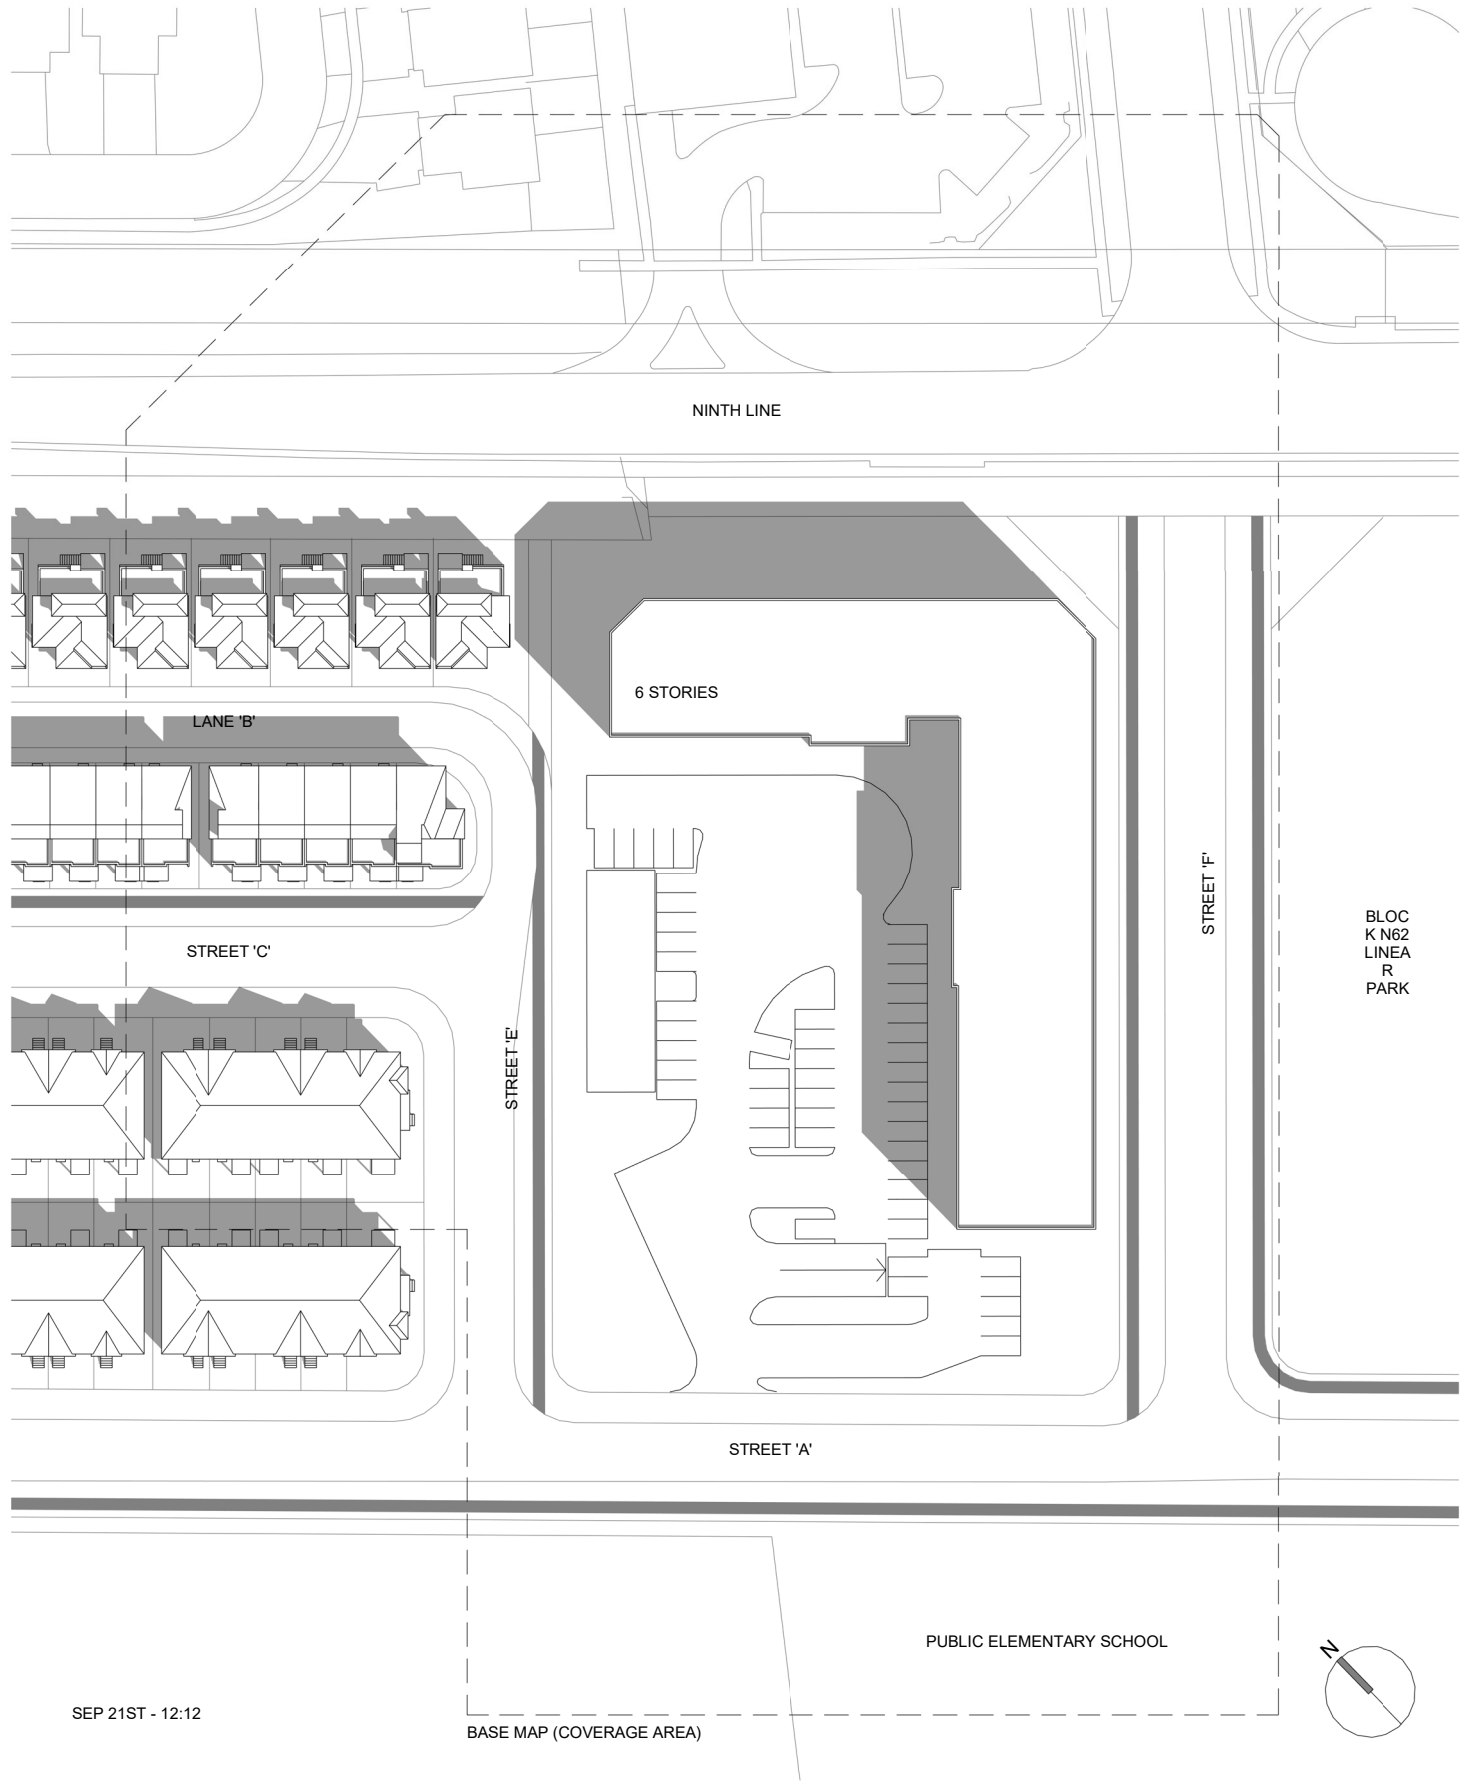 NINTH LINE
6 STORIES
LANE 'B'
STREET 'F'
BLOC
K N62
LINEA
R
PARK
STREET 'C'
STREET 'E'
STREET 'A'
PUBLIC ELEMENTARY SCHOOL
N
SEP 21ST - 12:12
BASE MAP (COVERAGE AREA)